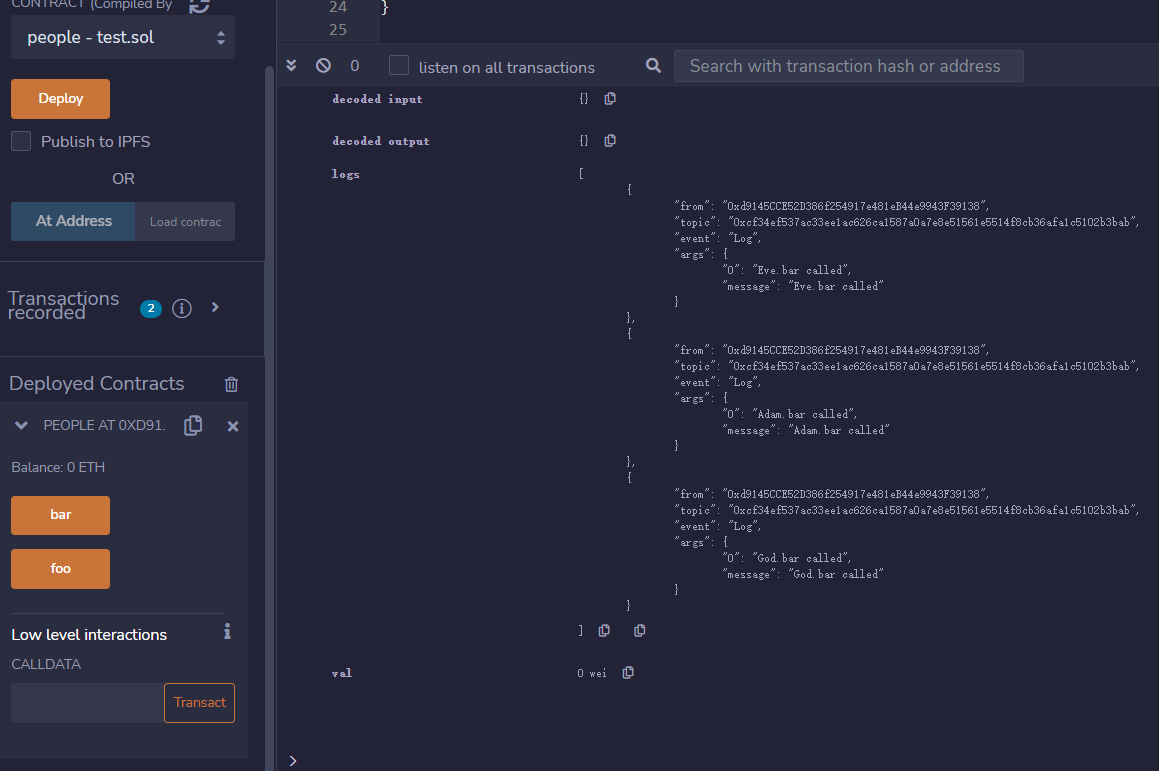 CONTRACT (Compiled By
people - test.sol
Deploy
Publish to IPFS
OR
At Address
Load contrac
Transactions
recorded
2
Deployed Contracts
PEOPLE AT 0XD91.
Balance: 0 ETH
bar
foo
Low level interactions
CALLDATA
Transact
24 }
25
0
listen on all transactions
Search with transaction hash or address
decoded input {}
decoded output {}
logs [
{
"from": "0xd9145CCE52D386f254917e481eB44e9943F39138",
"topic": "0xcf34ef537ac33ee1ac626ca1587a0a7e8e51561e5514f8cb36afa1c5102b3bab",
"event": "Log",
"args": {
"0": "Eve.bar called",
"message": "Eve.bar called"
}
},
{
"from": "0xd9145CCE52D386f254917e481eB44e9943F39138",
"topic": "0xcf34ef537ac33ee1ac626ca1587a0a7e8e51561e5514f8cb36afa1c5102b3bab",
"event": "Log",
"args": {
"0": "Adam.bar called",
"message": "Adam.bar called"
}
},
{
"from": "0xd9145CCE52D386f254917e481eB44e9943F39138",
"topic": "0xcf34ef537ac33ee1ac626ca1587a0a7e8e51561e5514f8cb36afa1c5102b3bab",
"event": "Log",
"args": {
"0": "God.bar called",
"message": "God.bar called"
}
}
]
val 0 wei
>